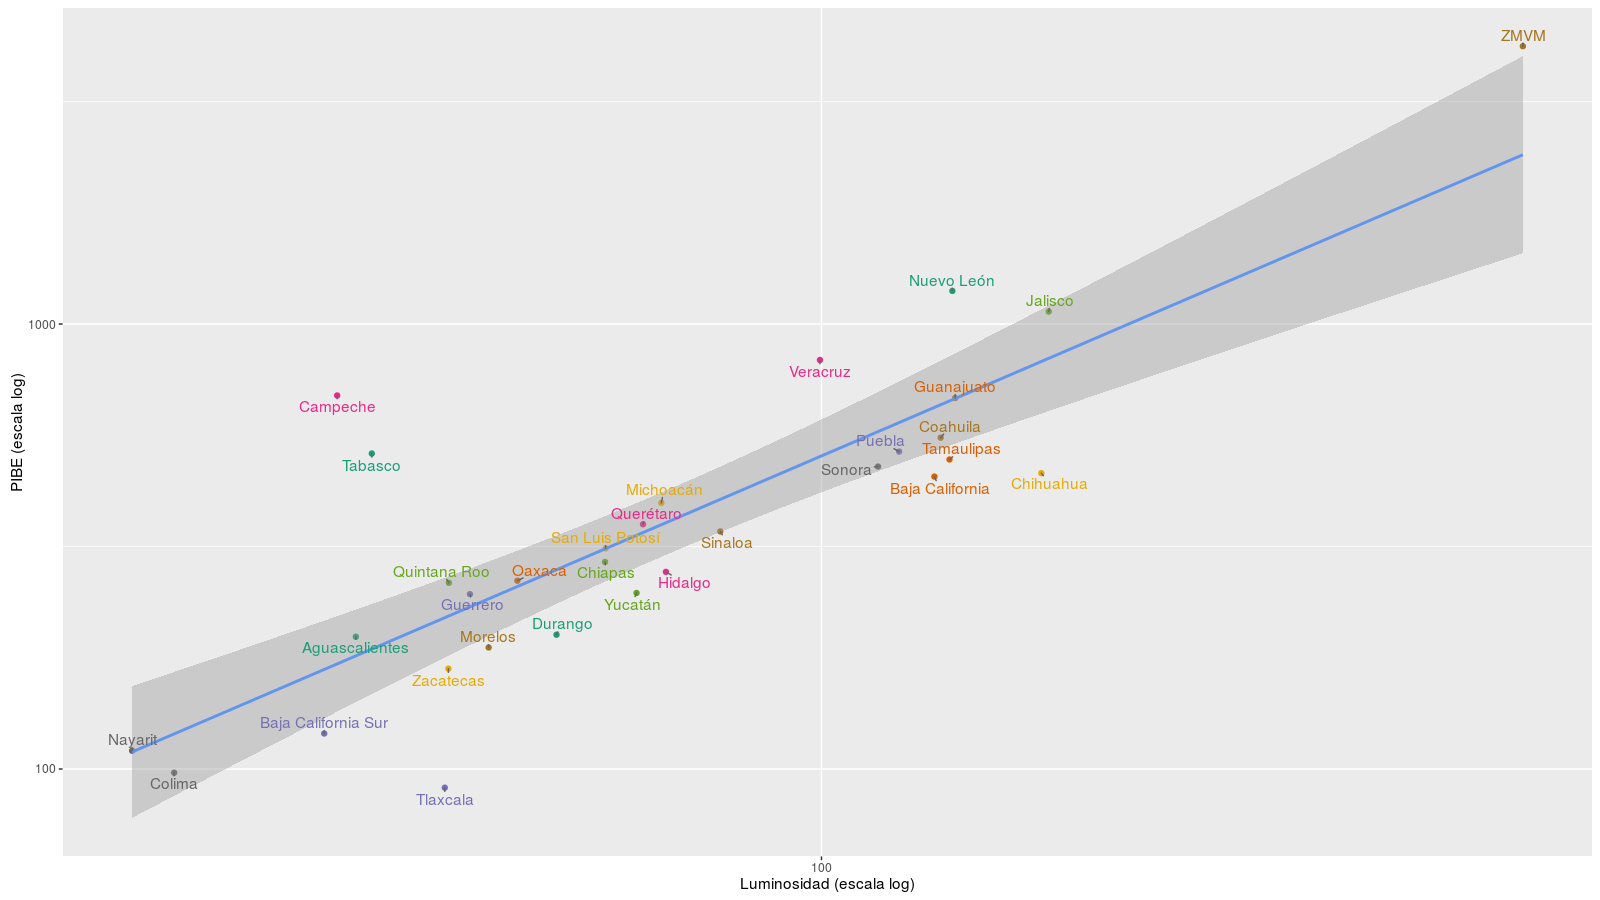 ZMVM
Nuevo León
Jalisco
1000
Veracruz
Guanajuato
Campeche
Coahuila
Puebla
Tamaulipas
Tabasco
Sonora
Chihuahua
Baja California
Michoacán
Querétaro
San Luis Potosí
Sinaloa
Quintana Roo
Oaxaca
Chiapas
Hidalgo
Guerrero
Yucatán
Durango
Morelos
Aguascalientes
Zacatecas
Baja California Sur
Nayarit
100
Colima
Tlaxcala
PIBE (escala log)
100
Luminosidad (escala log)